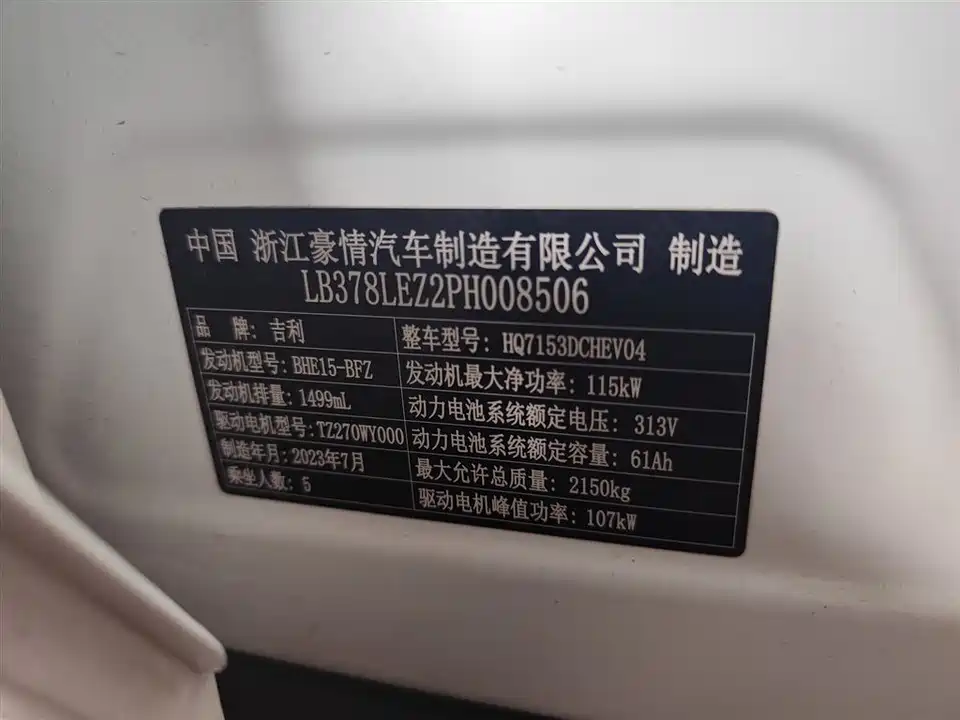 中国 浙江豪情汽车制造有限公司 制造
LB378LEZ2PH008506
品 牌: 吉利 整车型号: HQ7153DCHEV04
发动机型号: BHE15-BFZ 发动机最大净功率: 115kW
发动机排量: 1499mL 动力电池系统额定电压: 313V
驱动电机型号: TZ270WY000 动力电池系统额定容量: 61Ah
制造年月: 2023年7月 最大允许总质量: 2150kg
乘坐人数: 5 驱动电机峰值功率: 107kW